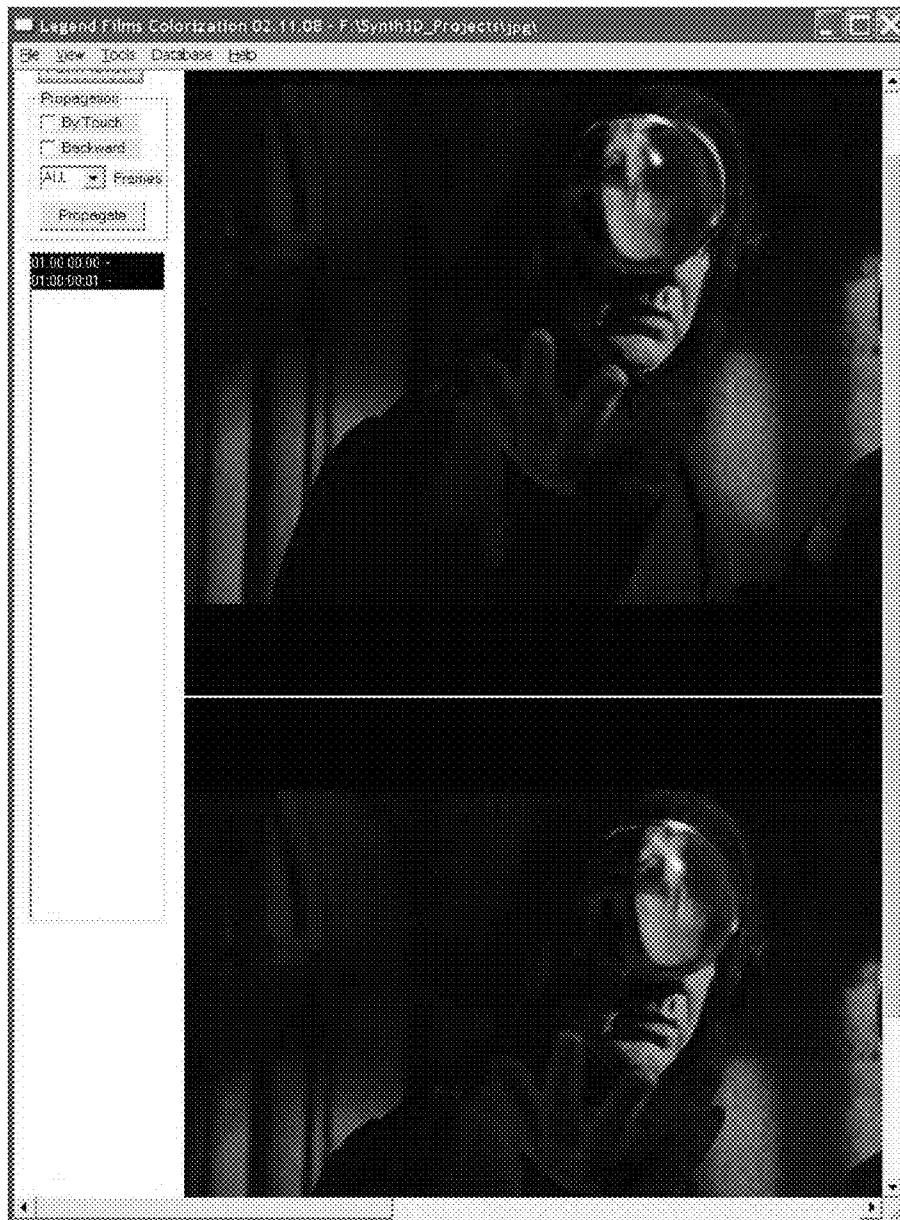 Legend Films Colorization 02.11.08 - F:\Synth3D_Projects\jpg\
File View Tools Database Help
Propagation
By Touch
Backward
ALL Frames
Propagate
01:00:00:00 -
01:00:00:01 -